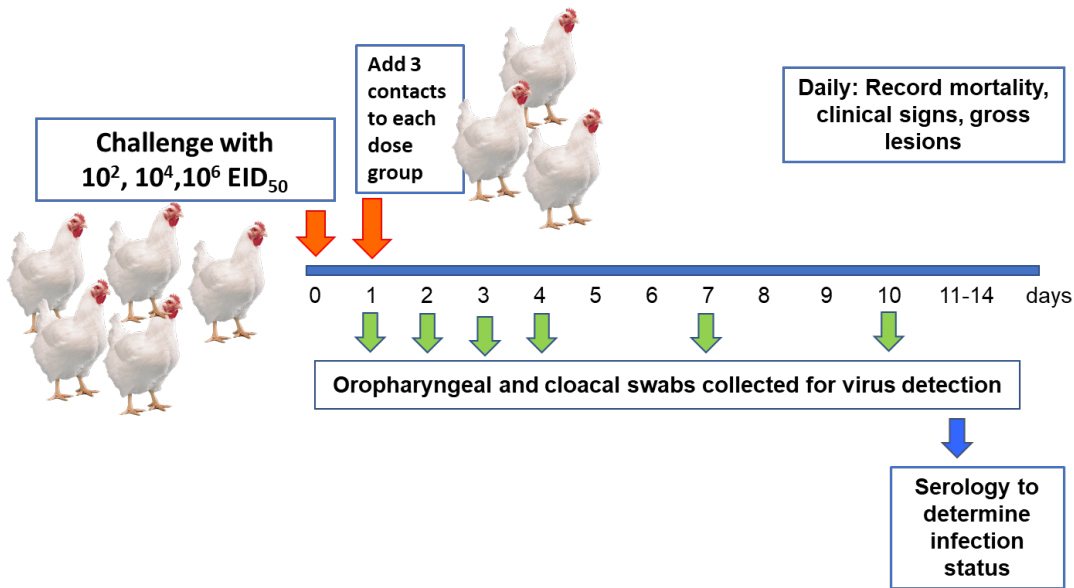 Challenge with
10², 10⁴,10⁶ EID₅₀
Add 3
contacts
to each
dose
group
Daily: Record mortality,
clinical signs, gross
lesions
0 1 2 3 4 5 6 7 8 9 10 11-14 days
Oropharyngeal and cloacal swabs collected for virus detection
Serology to
determine
infection
status